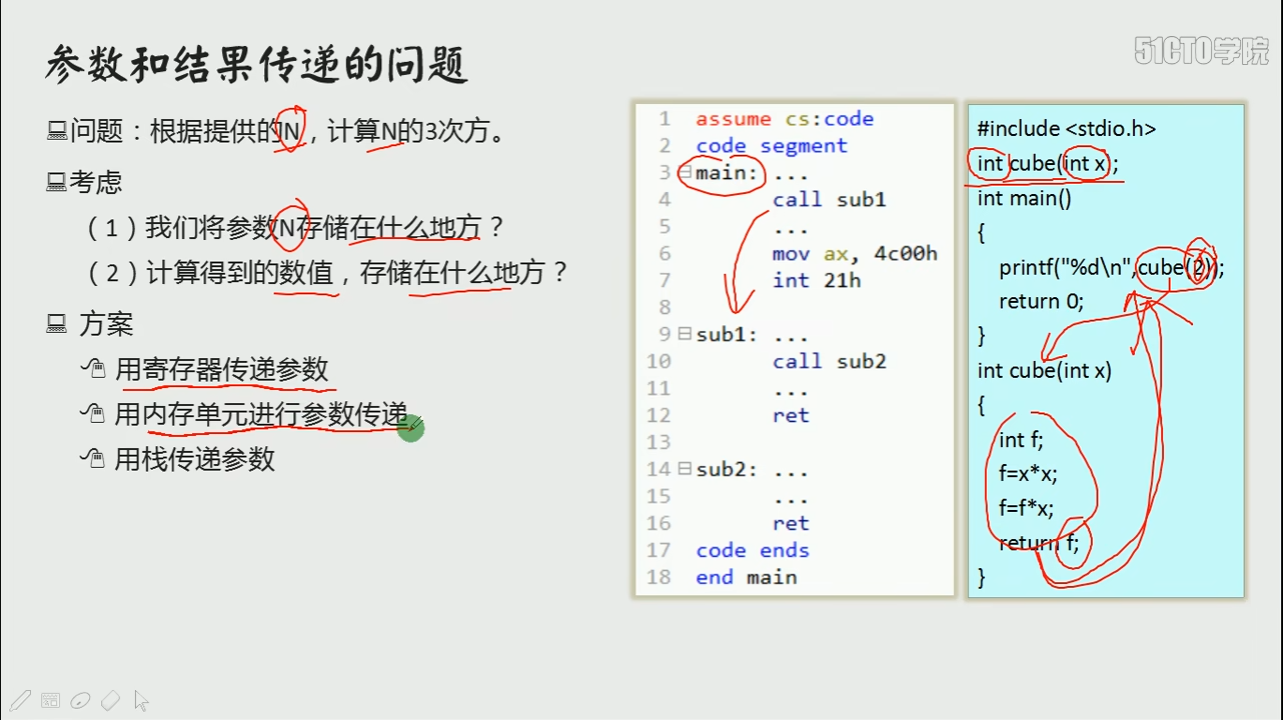 参数和结果传递的问题
51CTO学院
问题：根据提供的N，计算N的3次方。
考虑
（1）我们将参数N存储在什么地方？
（2）计算得到的数值，存储在什么地方？
方案
用寄存器传递参数
用内存单元进行参数传递
用栈传递参数
1 assume cs:code
2 code segment
3 main: ...
4 call sub1
5 ...
6 mov ax, 4c00h
7 int 21h
8
9 sub1: ...
10 call sub2
11 ...
12 ret
13
14 sub2: ...
15 ...
16 ret
17 code ends
18 end main
#include <stdio.h>
int cube(int x);
int main()
{
printf("%d\n",cube(2));
return 0;
}
int cube(int x)
{
int f;
f=x*x;
f=f*x;
return f;
}